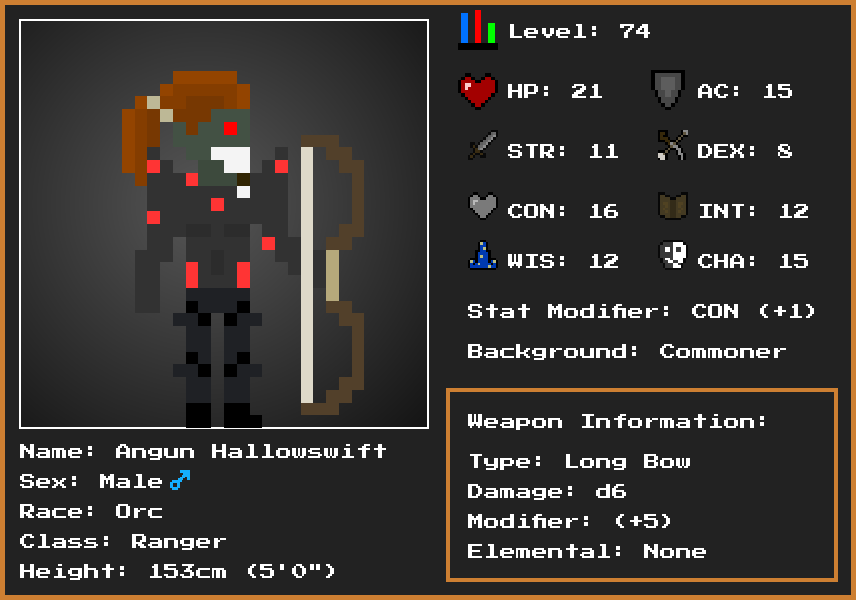 Level: 74
HP: 21 AC: 15
STR: 11 DEX: 8
CON: 16 INT: 12
WIS: 12 CHA: 15
Stat Modifier: CON (+1)
Background: Commoner
Weapon Information:
Type: Long Bow
Damage: d6
Modifier: (+5)
Elemental: None
Name: Angun Hallowswift
Sex: Male ♂
Race: Orc
Class: Ranger
Height: 153cm (5'0")